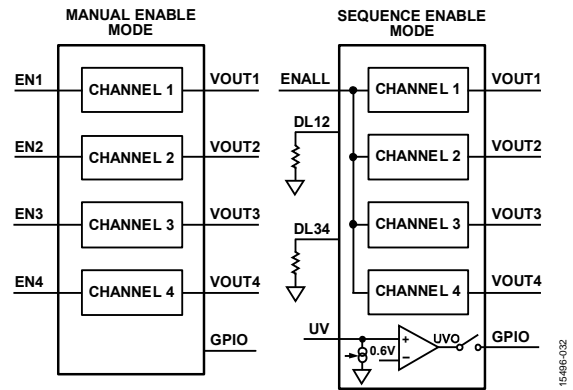 MANUAL ENABLE
MODE
EN1
CHANNEL 1
VOUT1
EN2
CHANNEL 2
VOUT2
EN3
CHANNEL 3
VOUT3
EN4
CHANNEL 4
VOUT4
GPIO
SEQUENCE ENABLE
MODE
ENALL
CHANNEL 1
VOUT1
DL12
CHANNEL 2
VOUT2
DL34
CHANNEL 3
VOUT3
CHANNEL 4
VOUT4
UV
0.6V
+
–
UVO
GPIO
15496-032